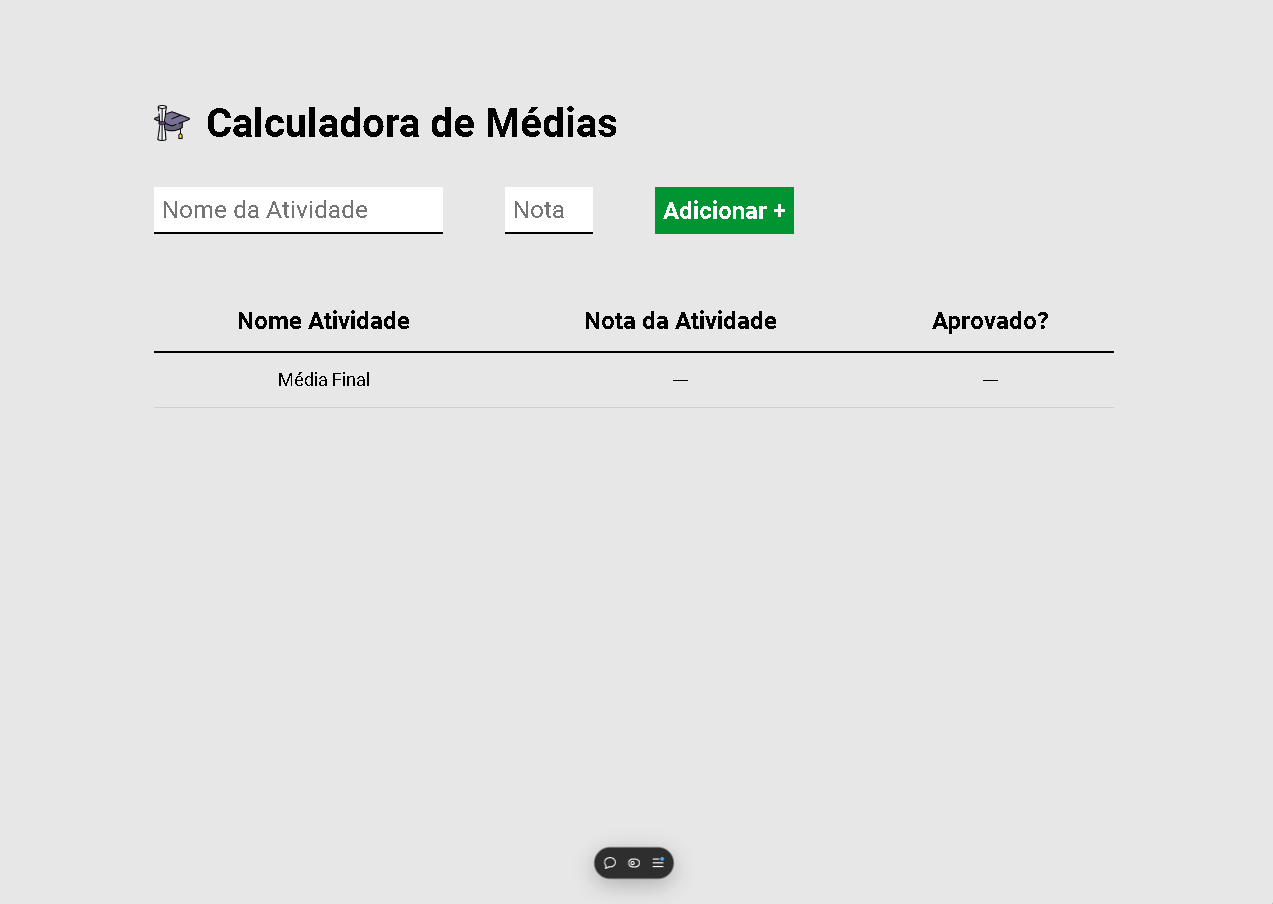 Calculadora de Médias
Nome da Atividade Nota Adicionar +
Nome Atividade Nota da Atividade Aprovado?
Média Final — —